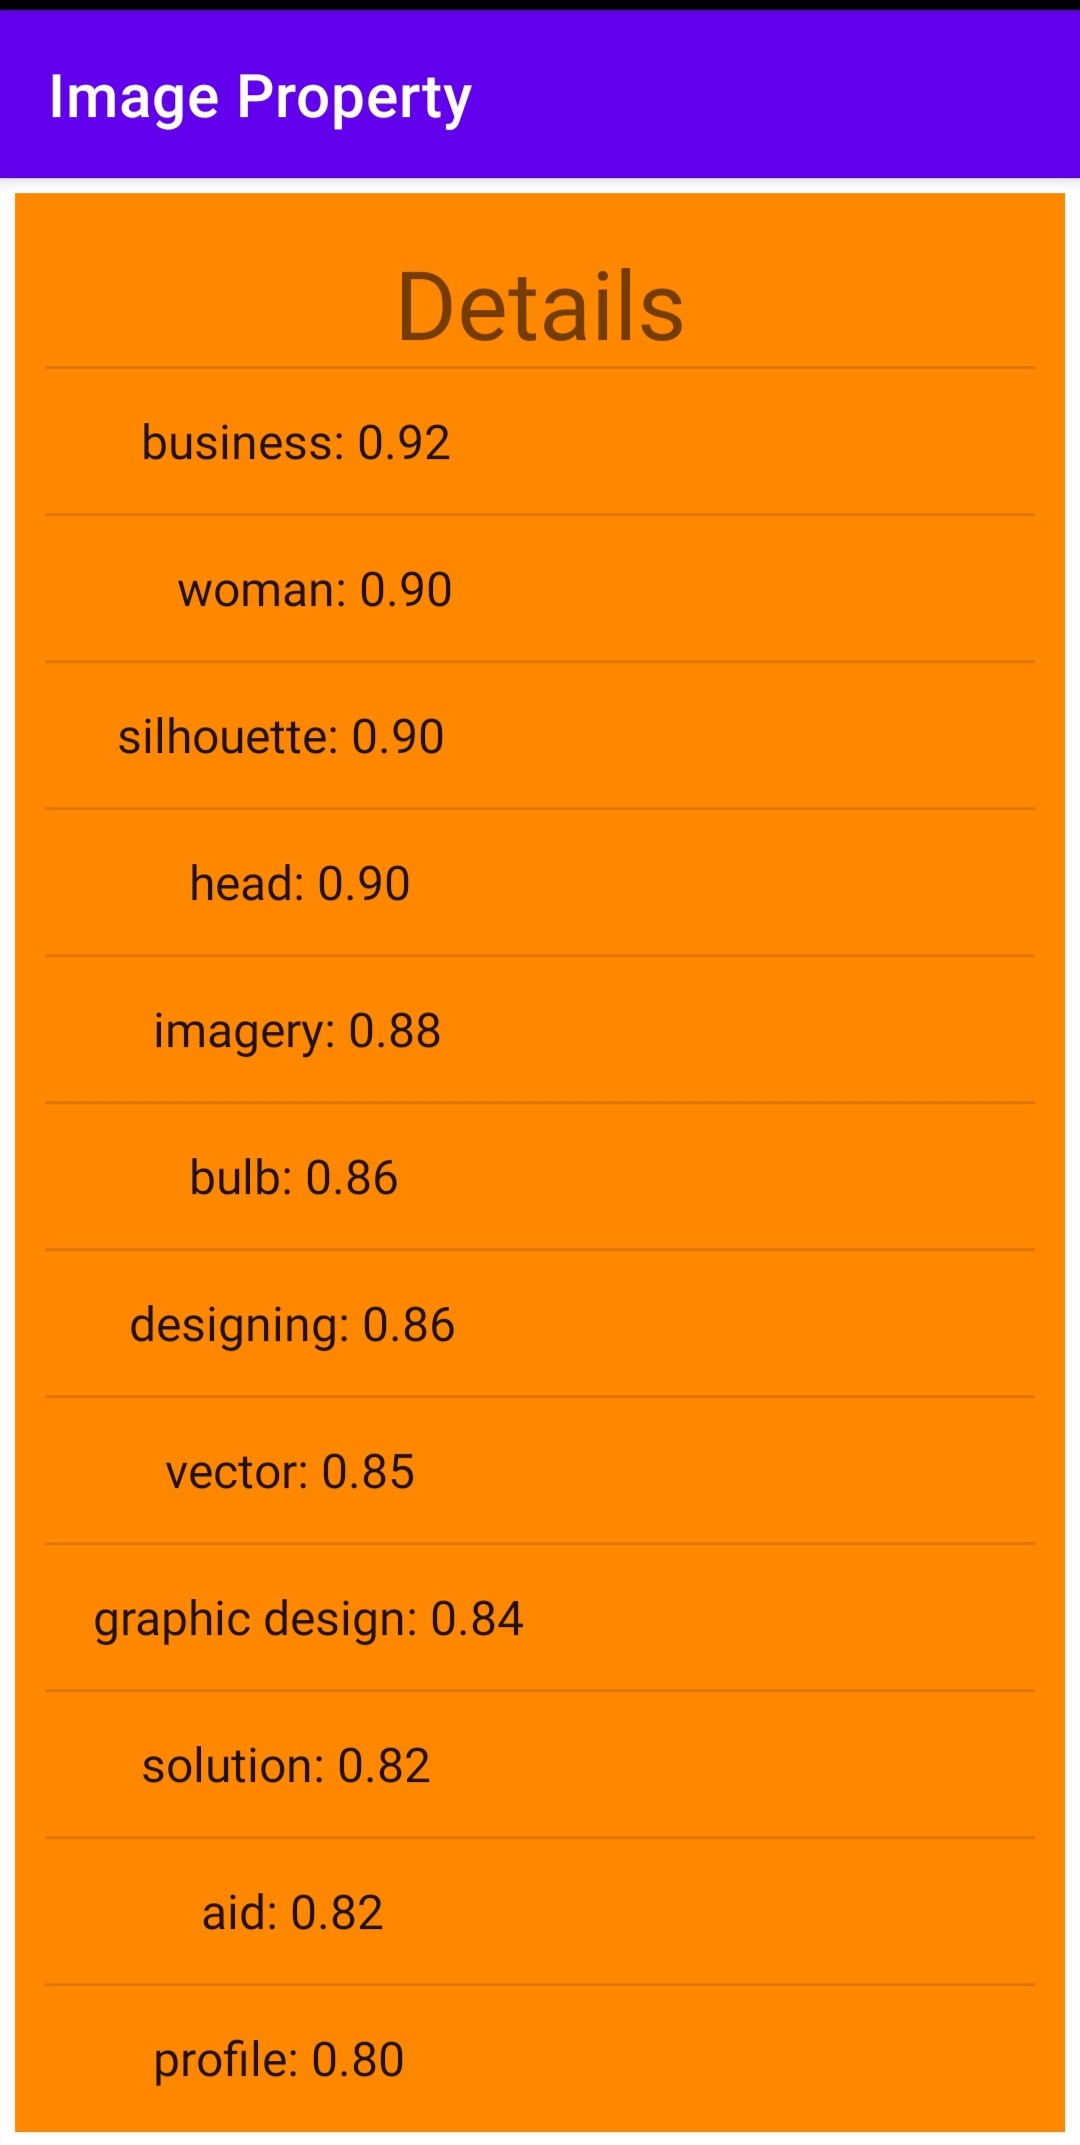 Image Property
Details
business: 0.92
woman: 0.90
silhouette: 0.90
head: 0.90
imagery: 0.88
bulb: 0.86
designing: 0.86
vector: 0.85
graphic design: 0.84
solution: 0.82
aid: 0.82
profile: 0.80